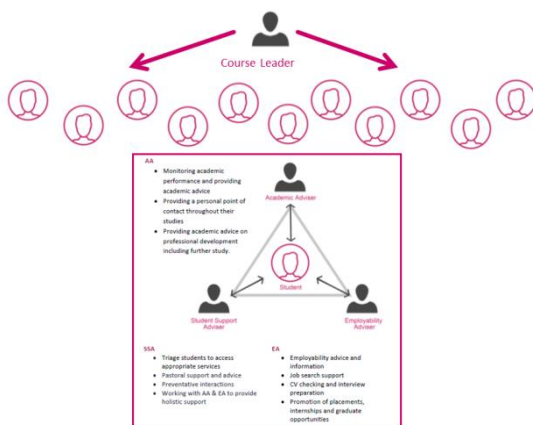 Course Leader
AA
• Monitoring academic
performance and providing
academic advice
• Providing a personal point of
contact throughout their
studies
• Providing academic advice on
professional development
including further study.
Academic Adviser
Student
Student Support
Adviser
Employability
Adviser
SSA
• Triage students to access
appropriate services
• Pastoral support and advice
• Preventative interactions
• Working with AA & EA to provide
holistic support
EA
• Employability advice and
information
• Job search support
• CV checking and interview
preparation
• Promotion of placements,
internships and graduate
opportunities